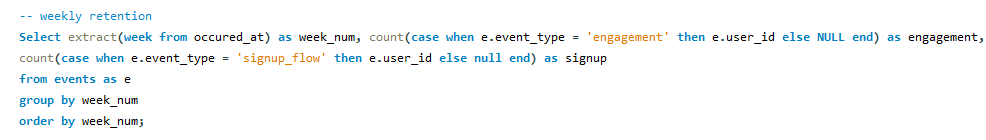 -- weekly retention
Select extract(week from occured_at) as week_num, count(case when e.event_type = 'engagement' then e.user_id else NULL end) as engagement,
count(case when e.event_type = 'signup_flow' then e.user_id else null end) as signup
from events as e
group by week_num
order by week_num;